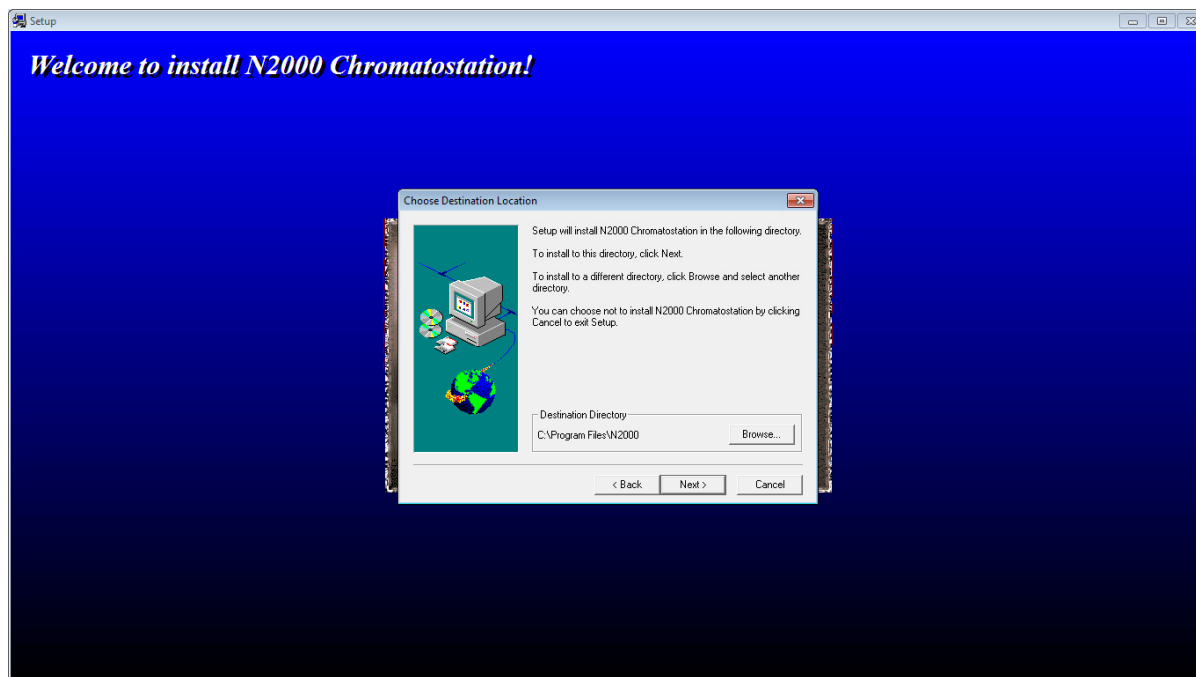 Setup
Welcome to install N2000 Chromatostation!
Choose Destination Location
Setup will install N2000 Chromatostation in the following directory.
To install to this directory, click Next.
To install to a different directory, click Browse and select another
directory.
You can choose not to install N2000 Chromatostation by clicking
Cancel to exit Setup.
Destination Directory
C:\Program Files\N2000
Browse...
< Back
Next >
Cancel